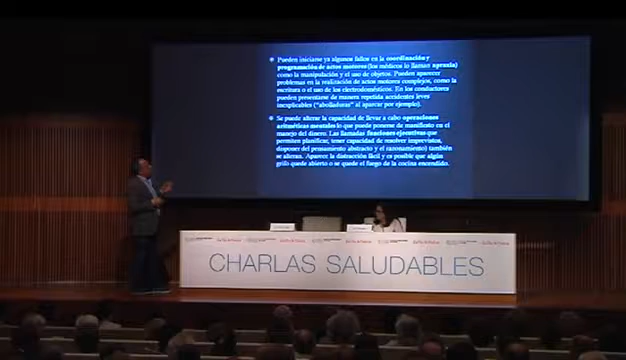 Pueden iniciarse ya algunos fallos en la coordinación y
programación de actos motores (los médicos lo llaman apraxia)
como la manipulación y el uso de objetos. Pueden aparecer
problemas en la realización de actos motores complejos, como la
escritura o el uso de los electrodomésticos. En los conductores
pueden presentarse de manera repetida accidentes leves
inexplicables ("abolladuras" al aparcar por ejemplo).
Se puede alterar la capacidad de llevar a cabo operaciones
aritméticas mentales lo que puede ponerse de manifiesto en el
manejo del dinero. Las llamadas funciones ejecutivas que
permiten planificar, tener capacidad de resolver imprevistos,
disponer del pensamiento abstracto y el razonamiento) también
se alteran. Aparece la distracción fácil y es posible que algún
grifo quede abierto o se quede el fuego de la cocina encendido.
CHARLAS SALUDABLES